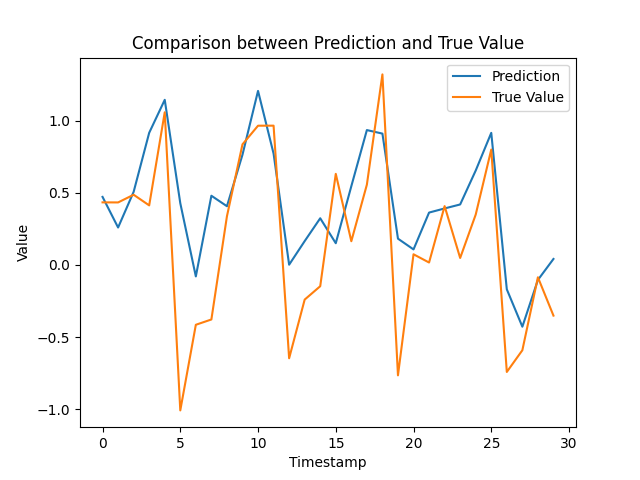 Comparison between Prediction and True Value
Prediction
True Value
1.0
0.5
0.0
−0.5
−1.0
Value
0 5 10 15 20 25 30
Timestamp